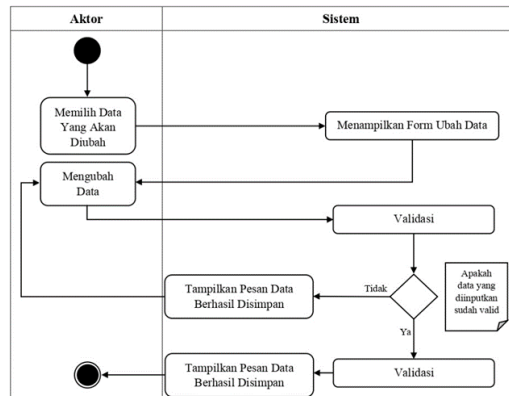 Aktor
Sistem
Memilih Data
Yang Akan
Diubah
Menampilkan Form Ubah Data
Mengubah
Data
Validasi
Tidak
Apakah
data yang
diinputkan
sudah valid
Tampilkan Pesan Data
Berhasil Disimpan
Ya
Tampilkan Pesan Data
Berhasil Disimpan
Validasi